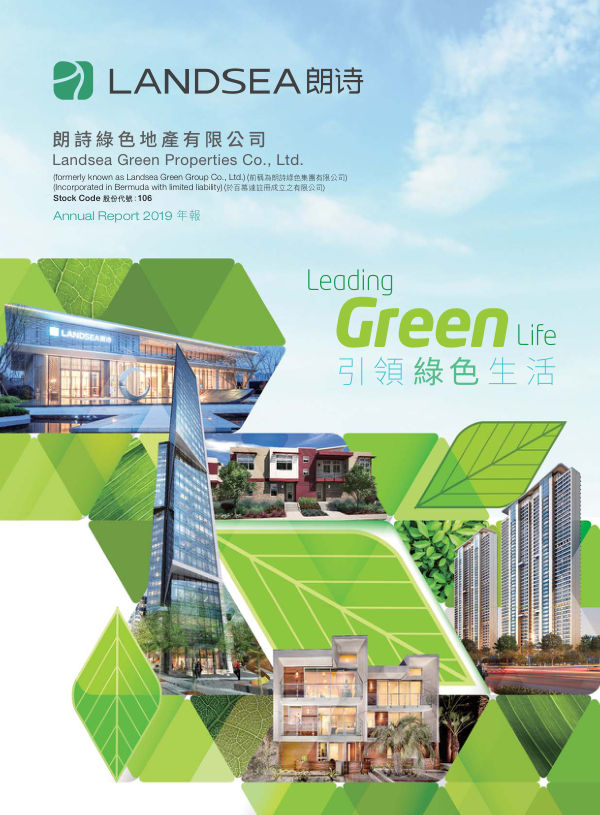 LANDSEA朗诗
朗詩綠色地產有限公司
Landsea Green Properties Co., Ltd.
(formerly known as Landsea Green Group Co., Ltd.) (前稱為朗詩綠色集團有限公司)
(Incorporated in Bermuda with limited liability) (於百慕達註冊成立之有限公司)
Stock Code 股份代號 : 106
Annual Report 2019 年報
Leading
Green Life
引領綠色生活
LANDSEA朗诗